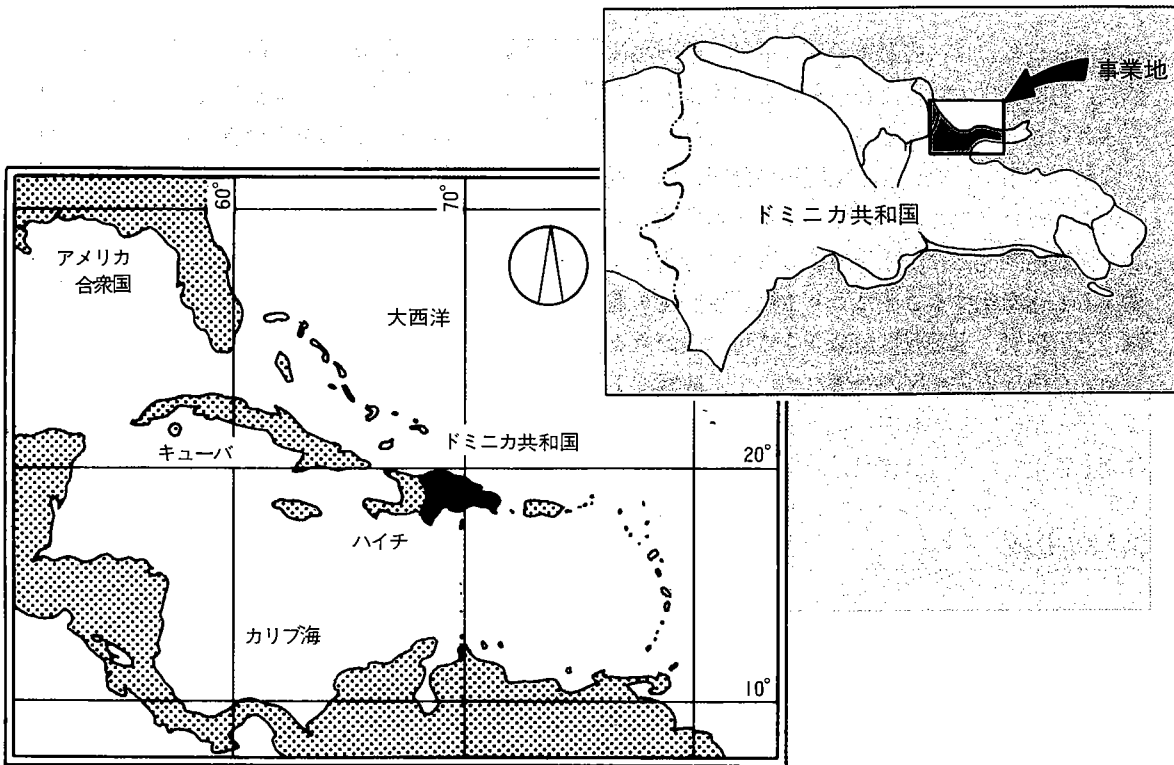 事業地
ドミニカ共和国
60°
70°
アメリカ
合衆国
大西洋
キューバ
ドミニカ共和国
20°
ハイチ
カリブ海
10°